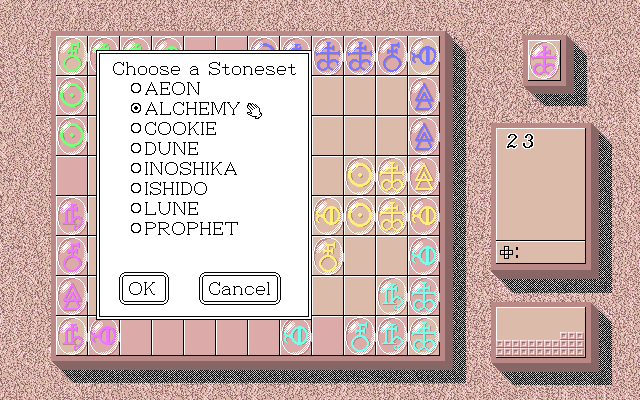 Choose a Stoneset
AEON
ALCHEMY
COOKIE
DUNE
INOSHIKA
ISHIDO
LUNE
PROPHET
OK
Cancel
23
: